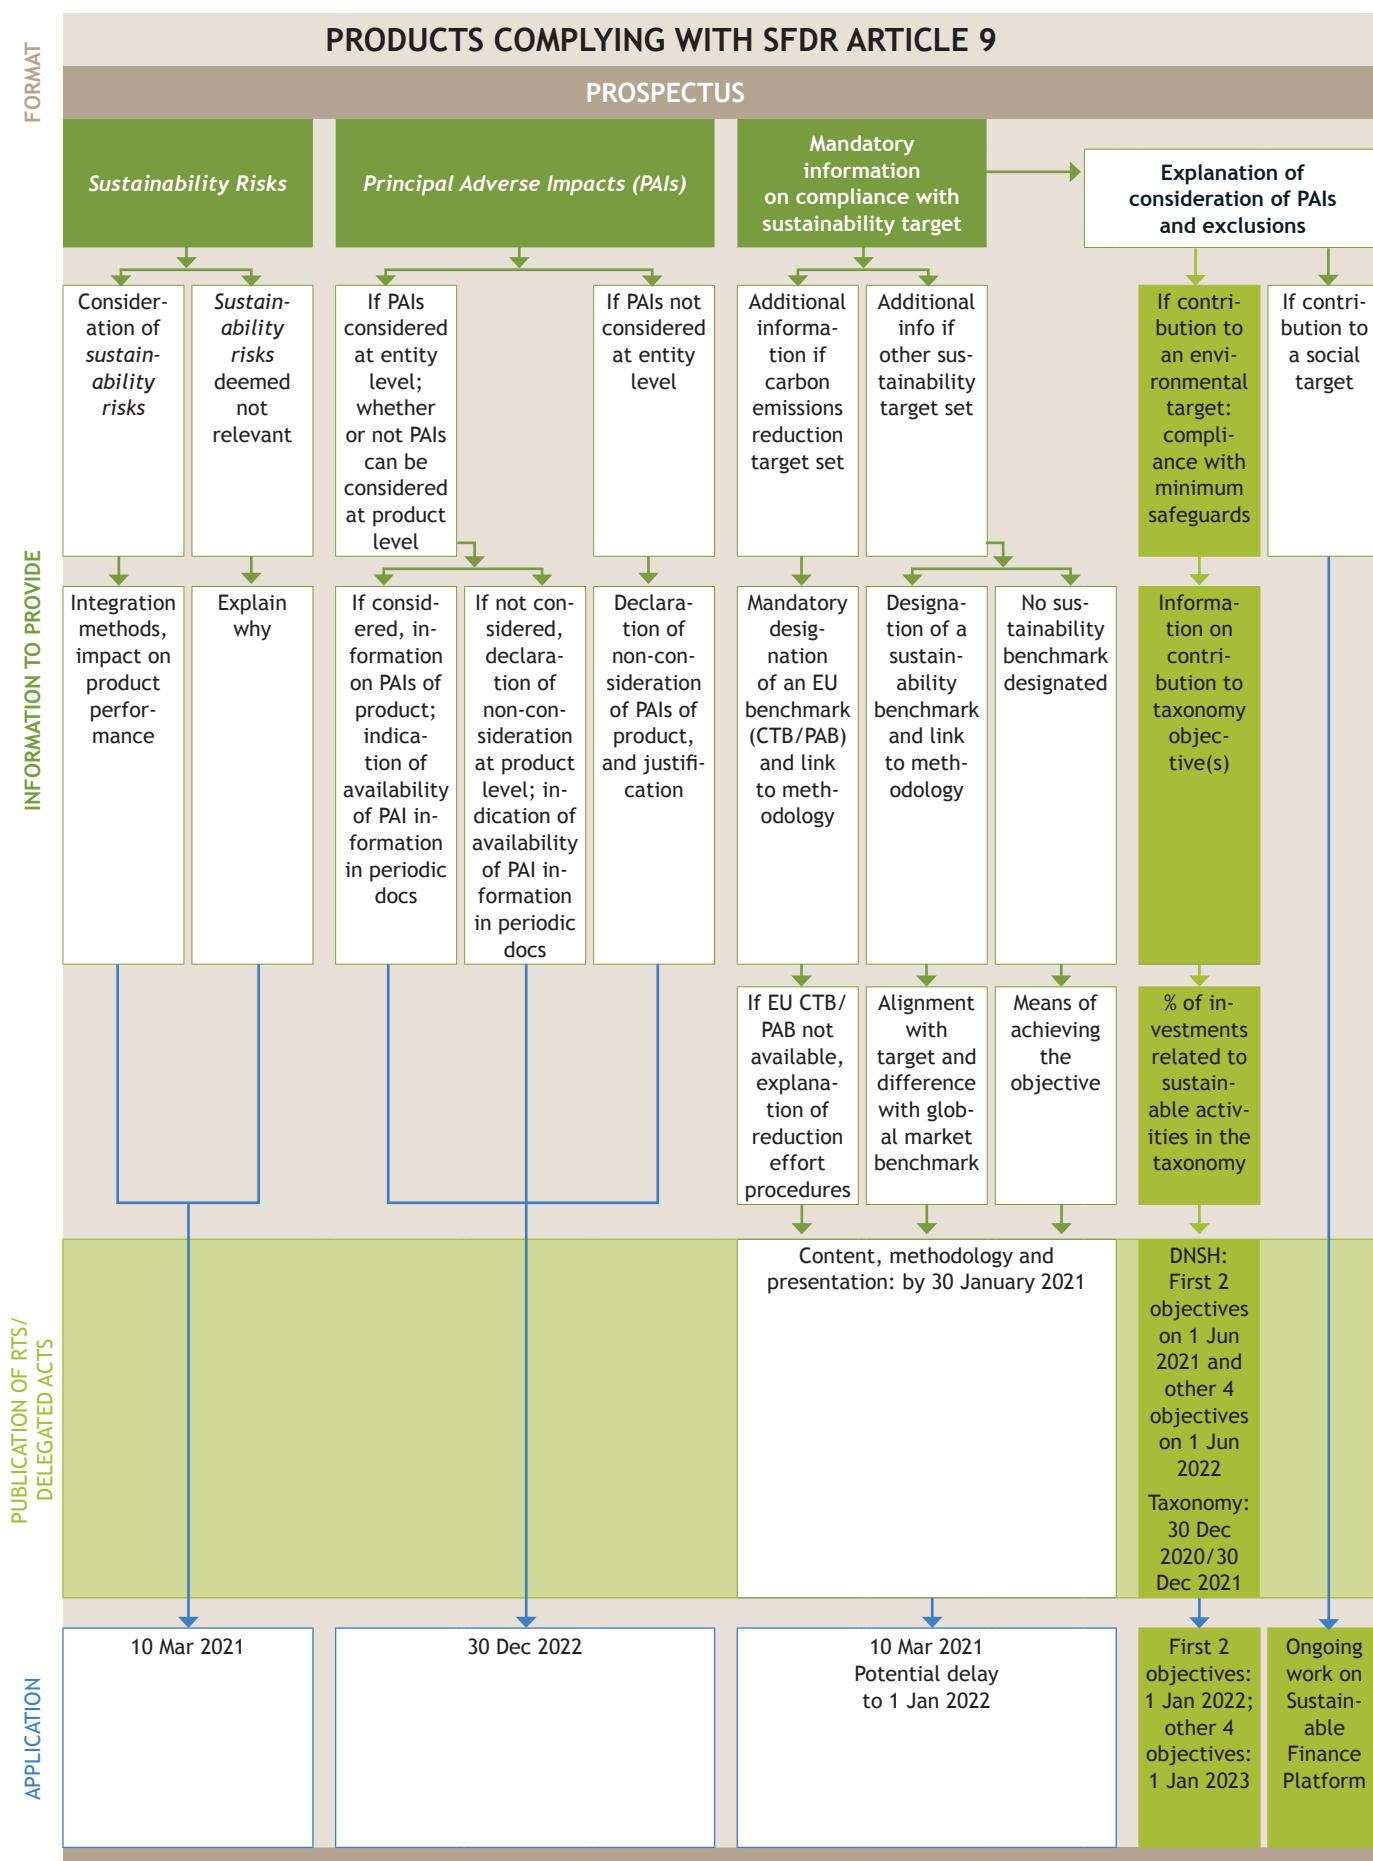 PRODUCTS COMPLYING WITH SFDR ARTICLE 9
FORMAT
PROSPECTUS
Sustainability Risks
Principal Adverse Impacts (PAIs)
Mandatory
information
on compliance with
sustainability target
Explanation of
consideration of PAIs
and exclusions
INFORMATION TO PROVIDE
Consider-
ation of
sustain-
ability
risks
Sustain-
ability
risks
deemed
not
relevant
If PAIs
considered
at entity
level;
whether
or not PAIs
can be
considered
at product
level
If PAIs not
considered
at entity
level
Additional
informa-
tion if
carbon
emissions
reduction
target set
Additional
info if
other sus-
tainability
target set
If contri-
bution to
an envi-
ronmental
target:
compli-
ance with
minimum
safeguards
If contri-
bution to
a social
target
Integration
methods,
impact on
product
perfor-
mance
Explain
why
If consid-
ered, in-
formation
on PAIs of
product;
indica-
tion of
availability
of PAI in-
formation
in periodic
docs
If not con-
sidered,
declara-
tion of
non-con-
sideration
at product
level; in-
dication of
availability
of PAI in-
formation
in periodic
docs
Declara-
tion of
non-con-
sideration
of PAIs of
product,
and justifi-
cation
Mandatory
desig-
nation
of an EU
benchmark
(CTB/PAB)
and link
to meth-
odology
Designa-
tion of a
sustain-
ability
benchmark
and link
to meth-
odology
No sus-
tainability
benchmark
designated
Informa-
tion on
contri-
bution to
taxonomy
objec-
tive(s)
If EU CTB/
PAB not
available,
explana-
tion of
reduction
effort
procedures
Alignment
with
target and
difference
with glob-
al market
benchmark
Means of
achieving
the
objective
% of in-
vestments
related to
sustain-
able activ-
ities in the
taxonomy
PUBLICATION OF RTS/
DELEGATED ACTS
Content, methodology and
presentation: by 30 January 2021
DNSH:
First 2
objectives
on 1 Jun
2021 and
other 4
objectives
on 1 Jun
2022
Taxonomy:
30 Dec
2020/30
Dec 2021
APPLICATION
10 Mar 2021
30 Dec 2022
10 Mar 2021
Potential delay
to 1 Jan 2022
First 2
objectives:
1 Jan 2022;
other 4
objectives:
1 Jan 2023
Ongoing
work on
Sustain-
able
Finance
Platform